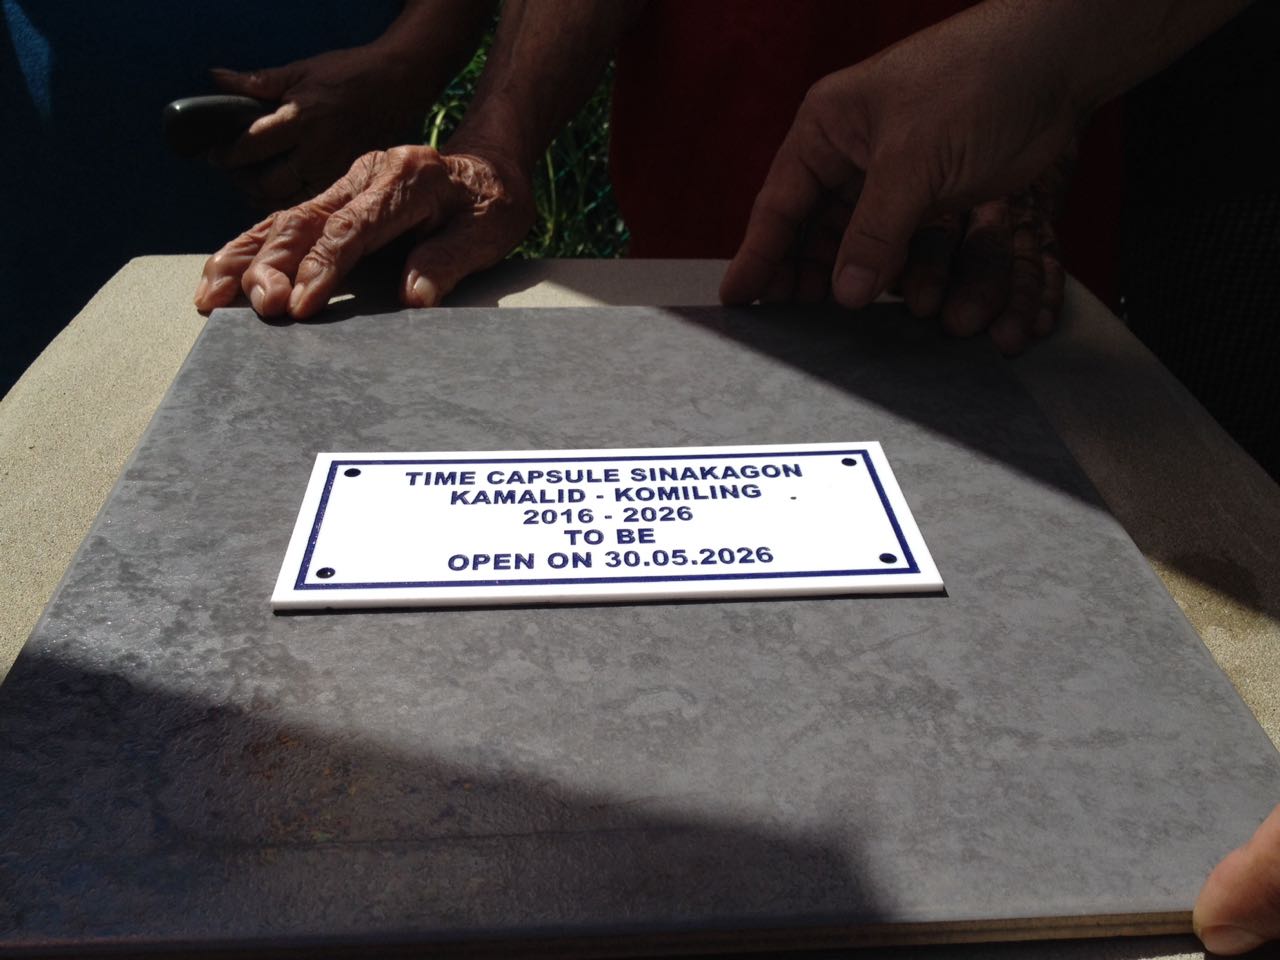 TIME CAPSULE SINAKAGON
KAMALID - KOMILING
2016 - 2026
TO BE
OPEN ON 30.05.2026